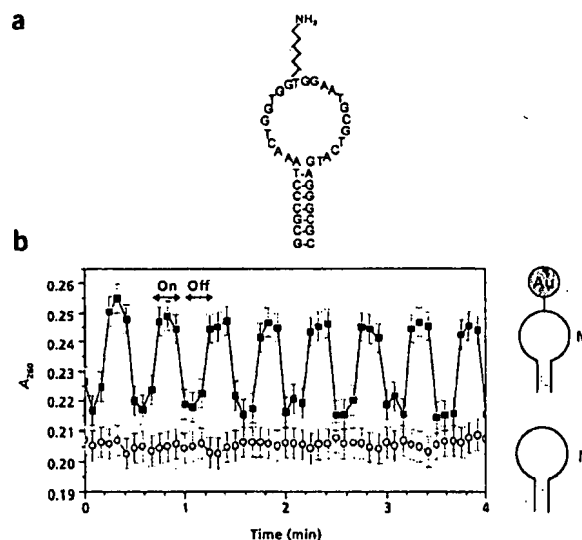 a
NH₂
GCGCCCTAAACTGGTGGTGGAATGCGTCATGAGGGCGC
b
On Off
0.26
0.25
0.24
0.23
0.22
0.21
0.20
0.19
A₂₆₀
0 1 2 3 4
Time (min)
Au
N